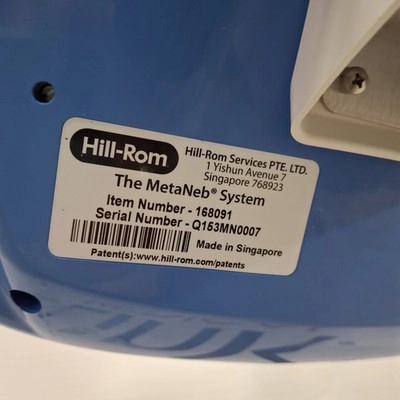 Hill-Rom
Hill-Rom Services PTE. LTD.
1 Yishun Avenue 7
Singapore 768923
The MetaNeb® System
Item Number - 168091
Serial Number - Q153MN0007
Made in Singapore
Patent(s):www.hill-rom.com/patents